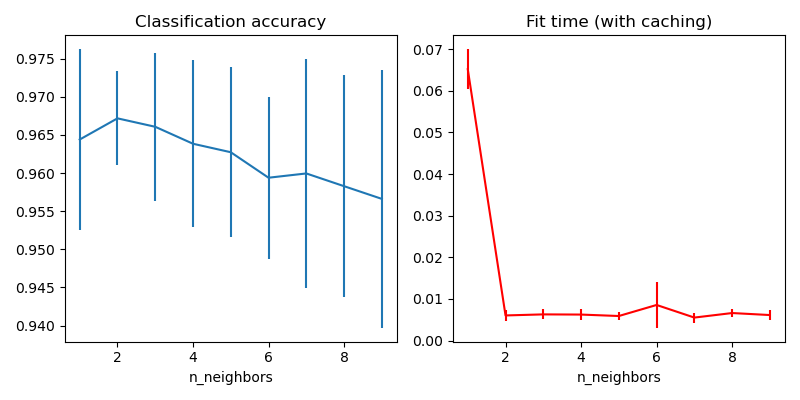 Classification accuracy
0.975
0.970
0.965
0.960
0.955
0.950
0.945
0.940
2 4 6 8
n_neighbors
Fit time (with caching)
0.07
0.06
0.05
0.04
0.03
0.02
0.01
0.00
2 4 6 8
n_neighbors